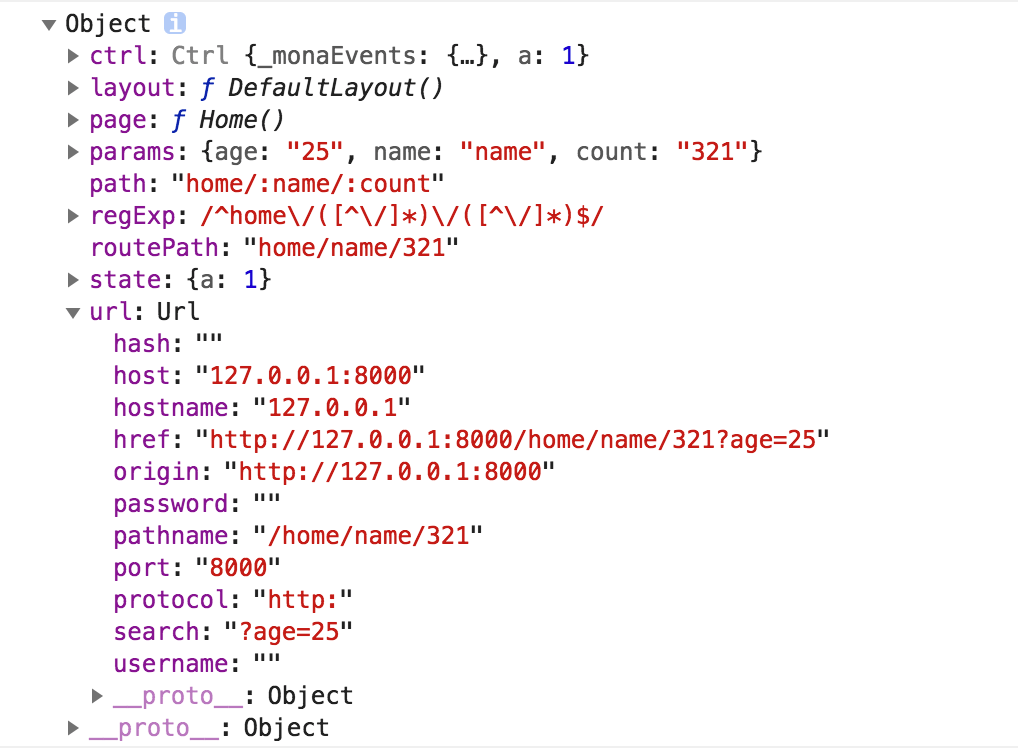 ▼ Object i
▶ ctrl: Ctrl {_monaEvents: {…}, a: 1}
▶ layout: ƒ DefaultLayout()
▶ page: ƒ Home()
▶ params: {age: "25", name: "name", count: "321"}
path: "home/:name/:count"
▶ regExp: /^home\/([^\/]*)\/([^\/]*)$/
routePath: "home/name/321"
▶ state: {a: 1}
▼ url: Url
hash: ""
host: "127.0.0.1:8000"
hostname: "127.0.0.1"
href: "http://127.0.0.1:8000/home/name/321?age=25"
origin: "http://127.0.0.1:8000"
password: ""
pathname: "/home/name/321"
port: "8000"
protocol: "http:"
search: "?age=25"
username: ""
▶ __proto__: Object
▶ __proto__: Object